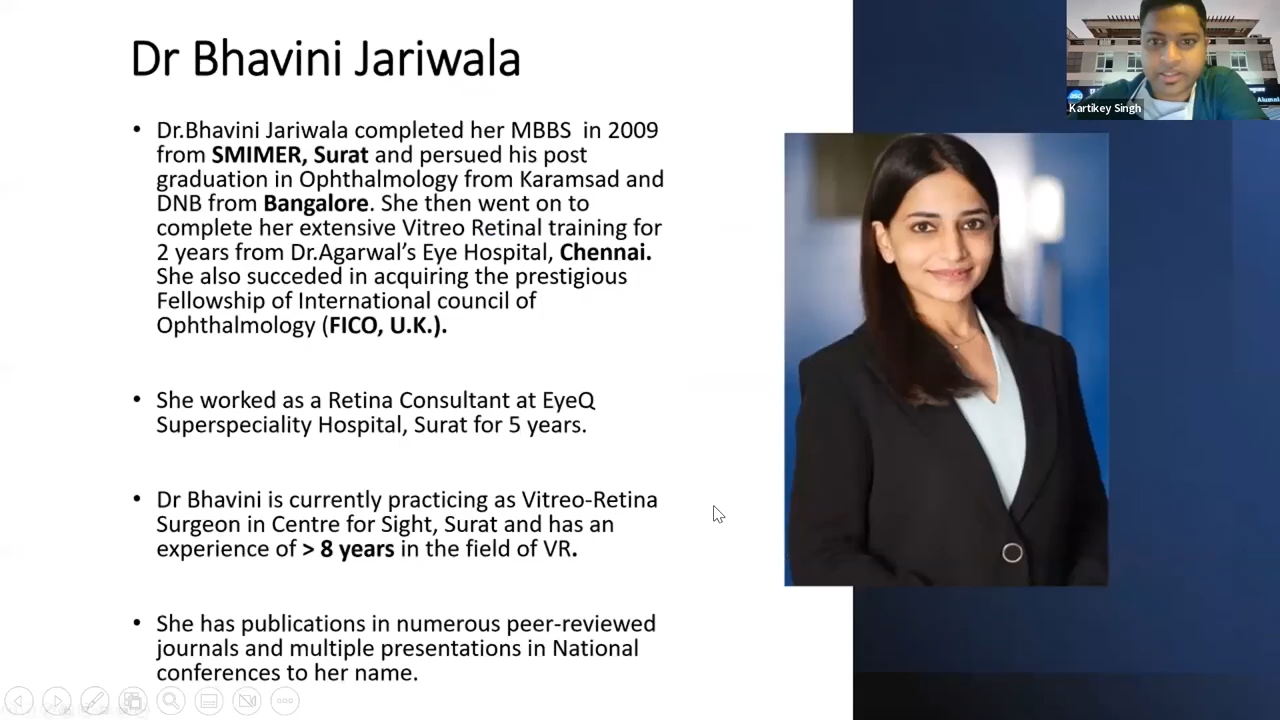 Dr Bhavini Jariwala
• Dr.Bhavini Jariwala completed her MBBS in 2009
from SMIMER, Surat and persued his post
graduation in Ophthalmology from Karamsad and
DNB from Bangalore. She then went on to
complete her extensive Vitreo Retinal training for
2 years from Dr.Agarwal’s Eye Hospital, Chennai.
She also succeded in acquiring the prestigious
Fellowship of International council of
Ophthalmology (FICO, U.K.).
• She worked as a Retina Consultant at EyeQ
Superspeciality Hospital, Surat for 5 years.
• Dr Bhavini is currently practicing as Vitreo-Retina
Surgeon in Centre for Sight, Surat and has an
experience of > 8 years in the field of VR.
• She has publications in numerous peer-reviewed
journals and multiple presentations in National
conferences to her name.
Kartikey Singh
Alumni